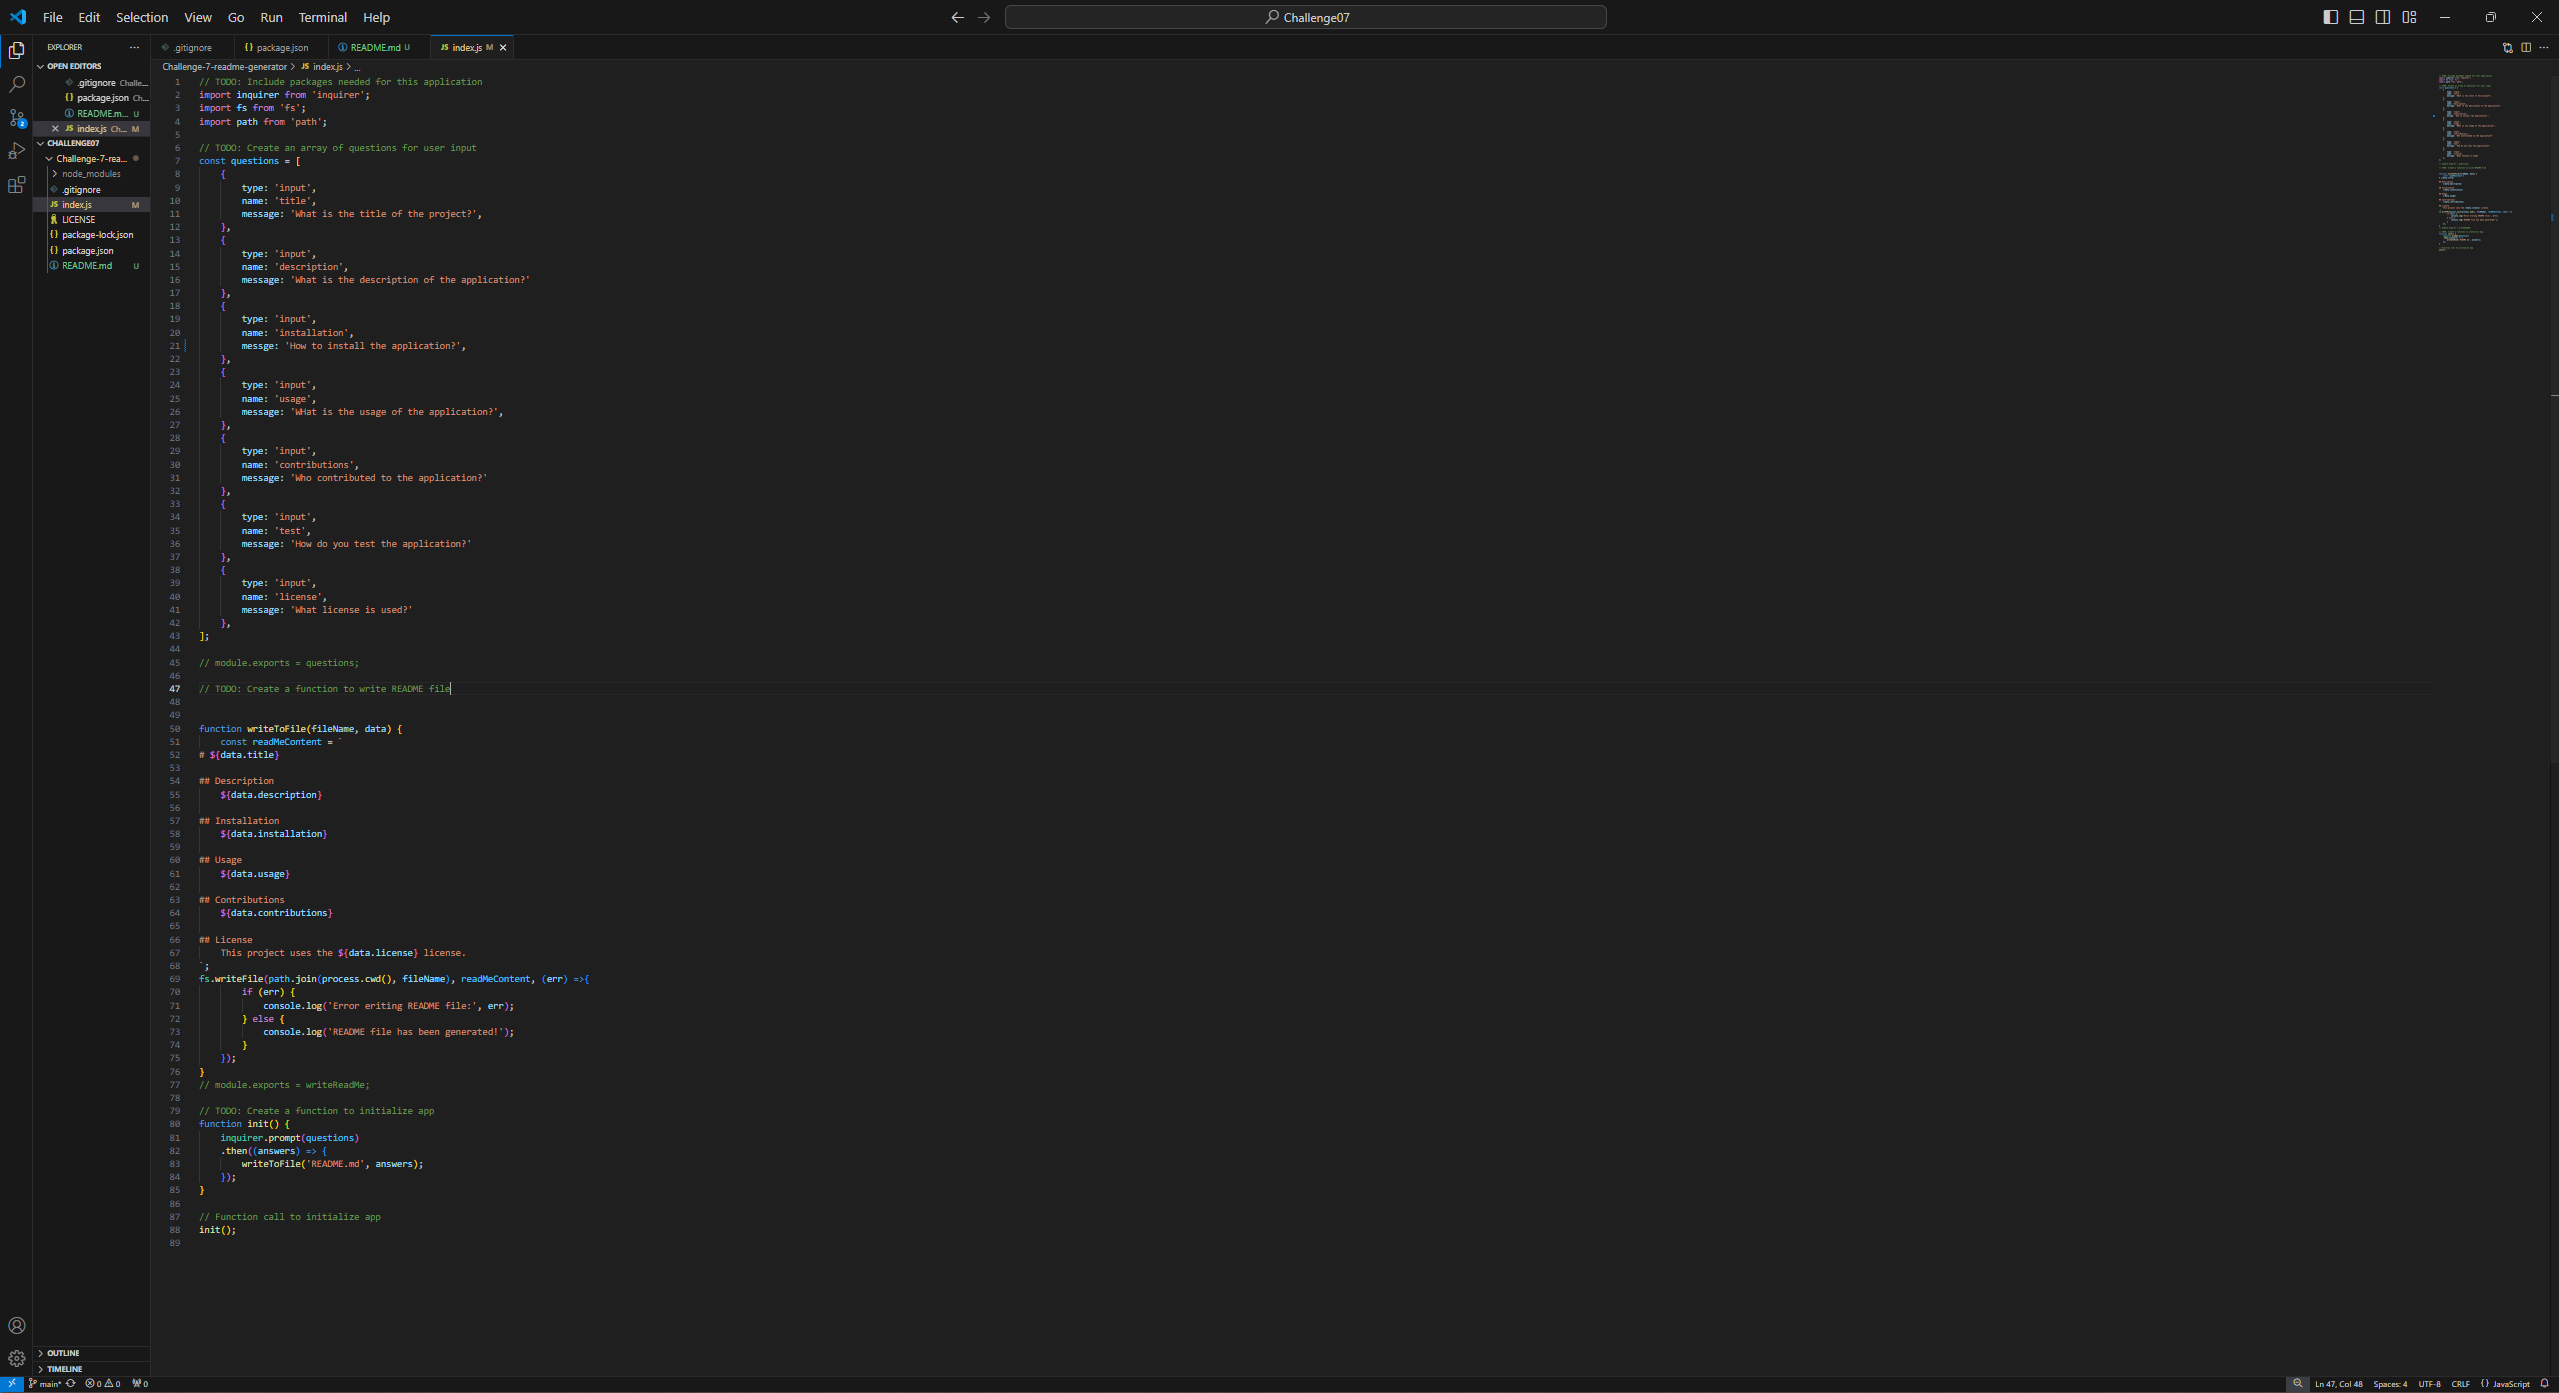 File Edit Selection View Go Run Terminal Help
Challenge07
EXPLORER
OPEN EDITORS
.gitignore Challe...
package.json Ch...
README.m... U
index.js Ch... M
CHALLENGE07
Challenge-7-rea...
node_modules
.gitignore
index.js M
LICENSE
package-lock.json
package.json
README.md U
OUTLINE
TIMELINE
.gitignore package.json README.md U index.js M
Challenge-7-readme-generator > JS index.js > ...
1 // TODO: Include packages needed for this application
2 import inquirer from 'inquirer';
3 import fs from 'fs';
4 import path from 'path';
5
6 // TODO: Create an array of questions for user input
7 const questions = [
8 {
9 type: 'input',
10 name: 'title',
11 message: 'What is the title of the project?',
12 },
13 {
14 type: 'input',
15 name: 'description',
16 message: 'What is the description of the application?'
17 },
18 {
19 type: 'input',
20 name: 'installation',
21 messge: 'How to install the application?',
22 },
23 {
24 type: 'input',
25 name: 'usage',
26 message: 'WHat is the usage of the application?',
27 },
28 {
29 type: 'input',
30 name: 'contributions',
31 message: 'Who contributed to the application?'
32 },
33 {
34 type: 'input',
35 name: 'test',
36 message: 'How do you test the application?'
37 },
38 {
39 type: 'input',
40 name: 'license',
41 message: 'What license is used?'
42 },
43 ];
44
45 // module.exports = questions;
46
47 // TODO: Create a function to write README file
48
49
50 function writeToFile(fileName, data) {
51 const readMeContent = `
52 # ${data.title}
53
54 ## Description
55 ${data.description}
56
57 ## Installation
58 ${data.installation}
59
60 ## Usage
61 ${data.usage}
62
63 ## Contributions
64 ${data.contributions}
65
66 ## License
67 This project uses the ${data.license} license.
68 `;
69 fs.writeFile(path.join(process.cwd(), fileName), readMeContent, (err) =>{
70 if (err) {
71 console.log('Error eriting README file:', err);
72 } else {
73 console.log('README file has been generated!');
74 }
75 });
76 }
77 // module.exports = writeReadMe;
78
79 // TODO: Create a function to initialize app
80 function init() {
81 inquirer.prompt(questions)
82 .then((answers) => {
83 writeToFile('README.md', answers);
84 });
85 }
86
87 // Function call to initialize app
88 init();
89
main* 0 0 0 Ln 47, Col 48 Spaces: 4 UTF-8 CRLF {} JavaScript